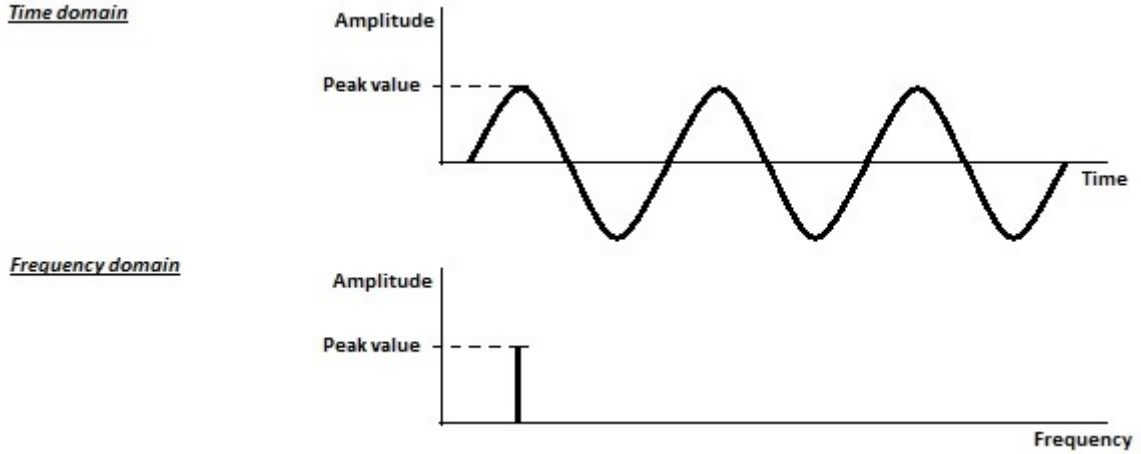 Time domain
Amplitude
Peak value
Time
Frequency domain
Amplitude
Peak value
Frequency